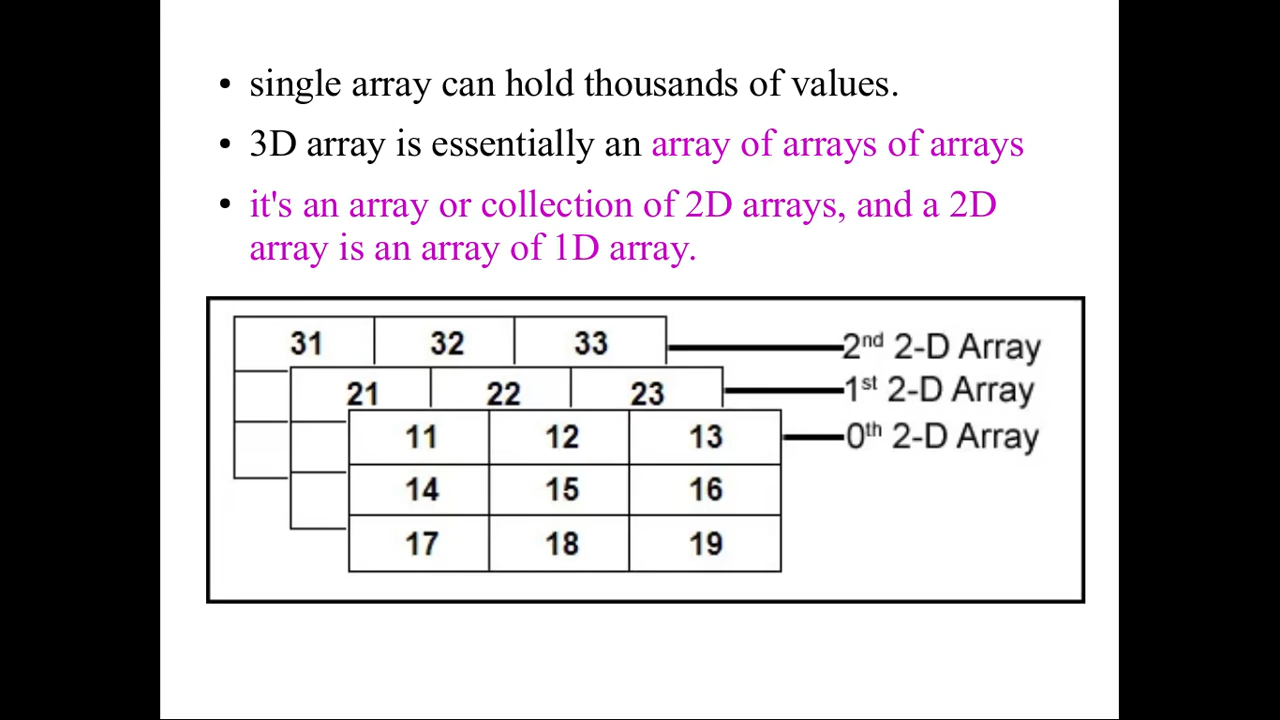 • single array can hold thousands of values.
• 3D array is essentially an array of arrays of arrays
• it's an array or collection of 2D arrays, and a 2D
array is an array of 1D array.
31 32 33 2nd 2-D Array
21 22 23 1st 2-D Array
11 12 13 0th 2-D Array
14 15 16
17 18 19